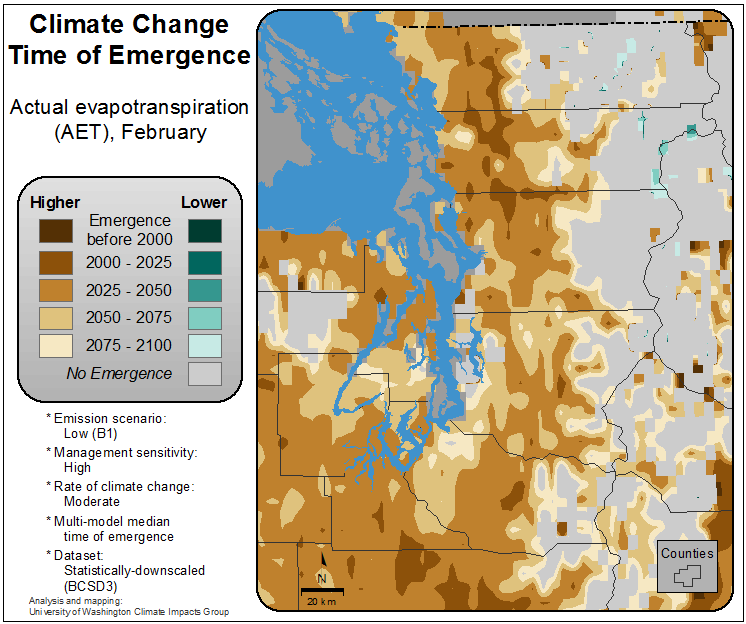 Climate Change
Time of Emergence
Actual evapotranspiration
(AET), February
Higher Lower
Emergence
before 2000
2000 - 2025
2025 - 2050
2050 - 2075
2075 - 2100
No Emergence
* Emission scenario:
Low (B1)
* Management sensitivity:
High
* Rate of climate change:
Moderate
* Multi-model median
time of emergence
* Dataset:
Statistically-downscaled
(BCSD3)
Analysis and mapping:
University of Washington Climate Impacts Group
N
20 km
Counties